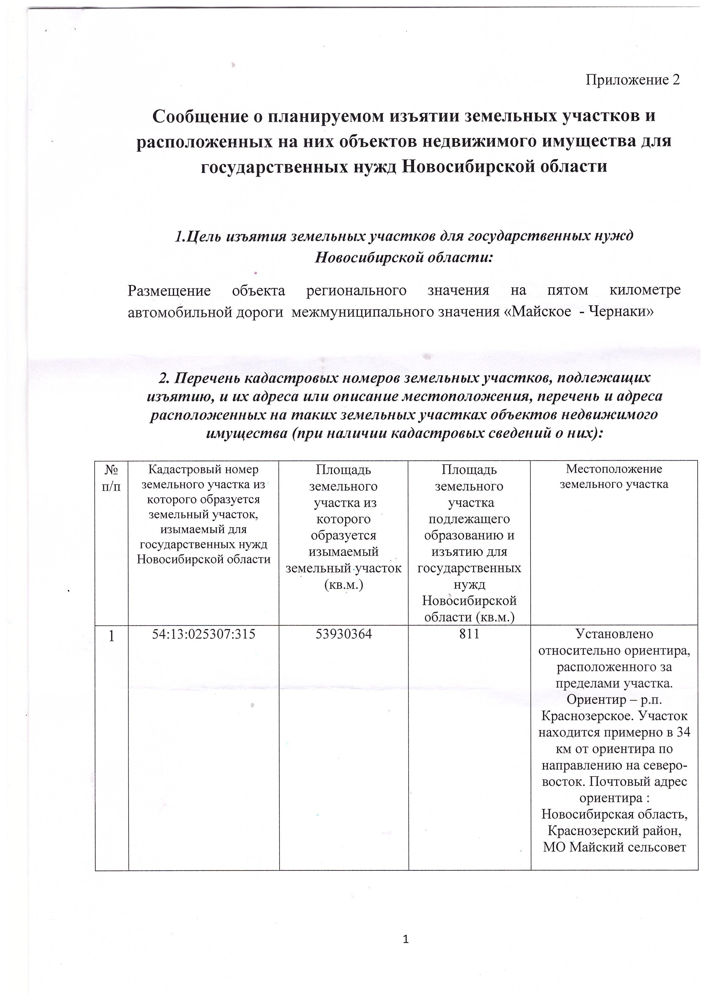 Приложение 2
Сообщение о планируемом изъятии земельных участков и
расположенных на них объектов недвижимого имущества для
государственных нужд Новосибирской области
1.Цель изъятия земельных участков для государственных нужд
Новосибирской области:
Размещение объекта регионального значения на пятом километре
автомобильной дороги межмуниципального значения «Майское - Чернаки»
2. Перечень кадастровых номеров земельных участков, подлежащих
изъятию, и их адреса или описание местоположения, перечень и адреса
расположенных на таких земельных участках объектов недвижимого
имущества (при наличии кадастровых сведений о них):
№
п/п
Кадастровый номер
земельного участка из
которого образуется
земельный участок,
изымаемый для
государственных нужд
Новосибирской области
Площадь
земельного
участка из
которого
образуется
изымаемый
земельный участок
(кв.м.)
Площадь
земельного
участка
подлежащего
образованию и
изъятию для
государственных
нужд
Новосибирской
области (кв.м.)
Местоположение
земельного участка
1
54:13:025307:315
53930364
811
Установлено
относительно ориентира,
расположенного за
пределами участка.
Ориентир – р.п.
Краснозерское. Участок
находится примерно в 34
км от ориентира по
направлению на северо-
восток. Почтовый адрес
ориентира :
Новосибирская область,
Краснозерский район,
МО Майский сельсовет
1